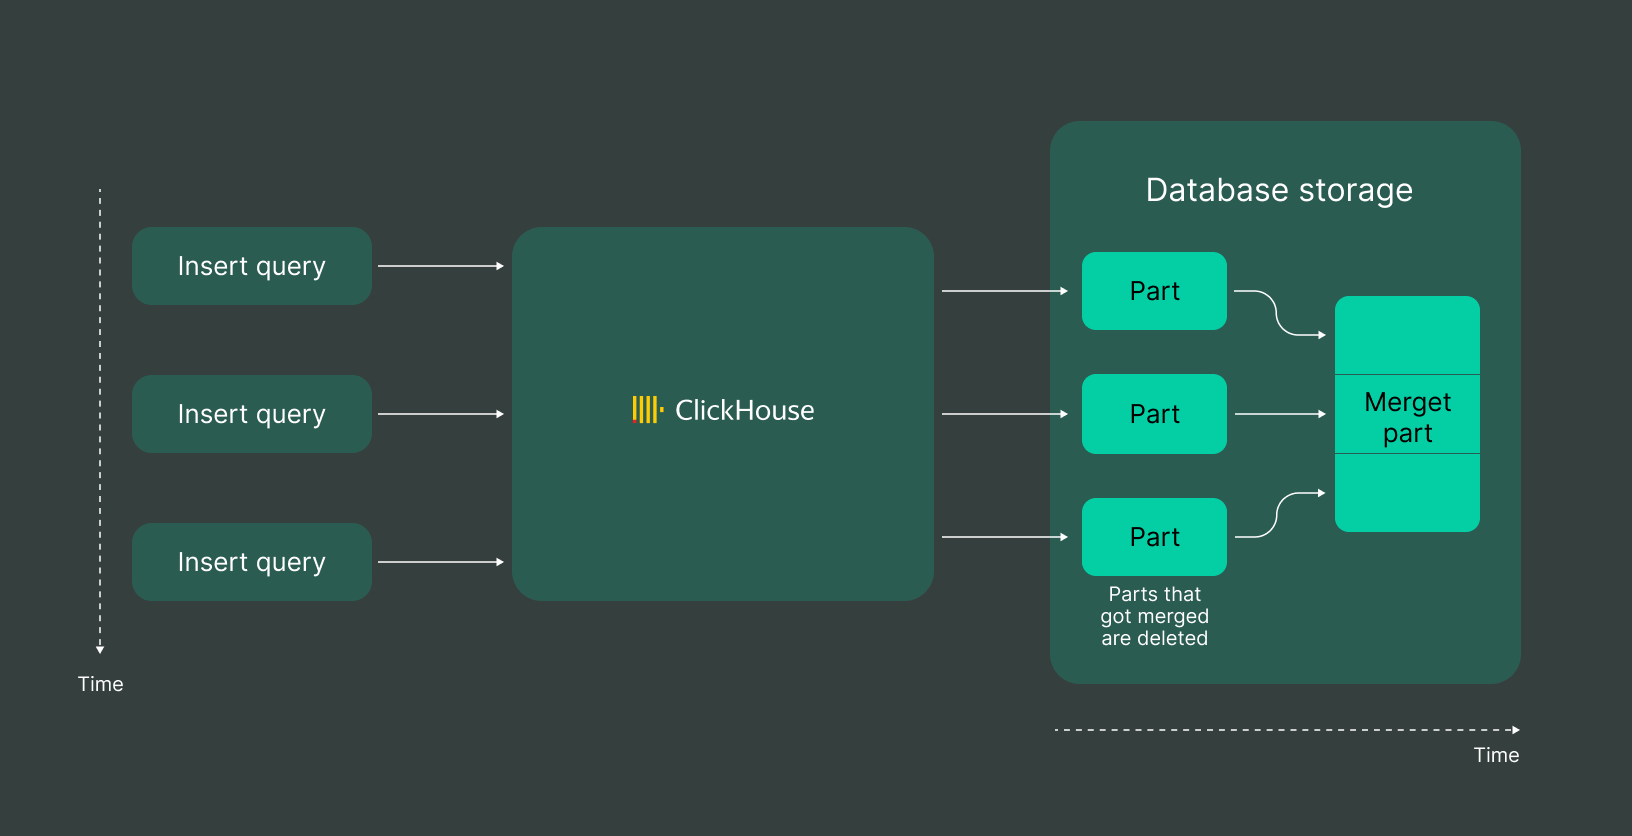 Database storage
Insert query
Insert query
Insert query
ClickHouse
Part
Part
Part
Merget
part
Parts that
got merged
are deleted
Time
Time